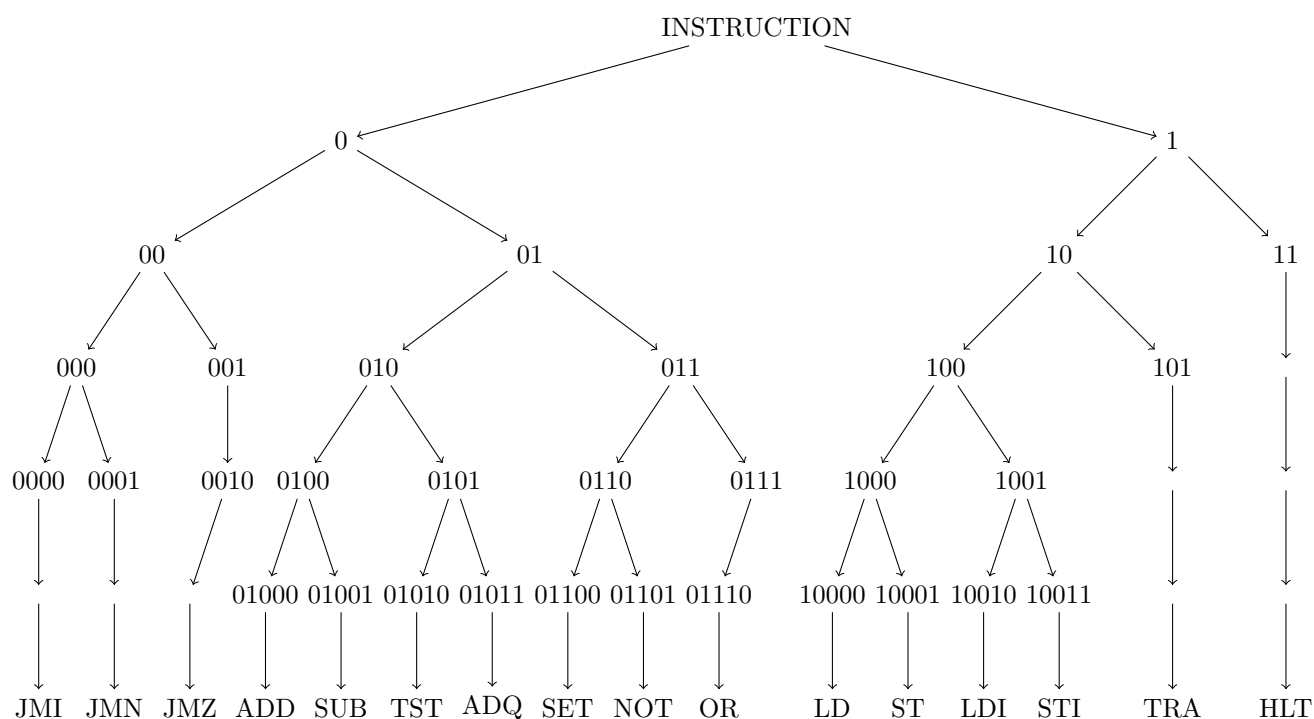 INSTRUCTION
0 1
00 01 10 11
000 001 010 011 100 101
0000 0001 0010 0100 0101 0110 0111 1000 1001
01000 01001 01010 01011 01100 01101 01110 10000 10001 10010 10011
JMI JMN JMZ ADD SUB TST ADQ SET NOT OR LD ST LDI STI TRA HLT